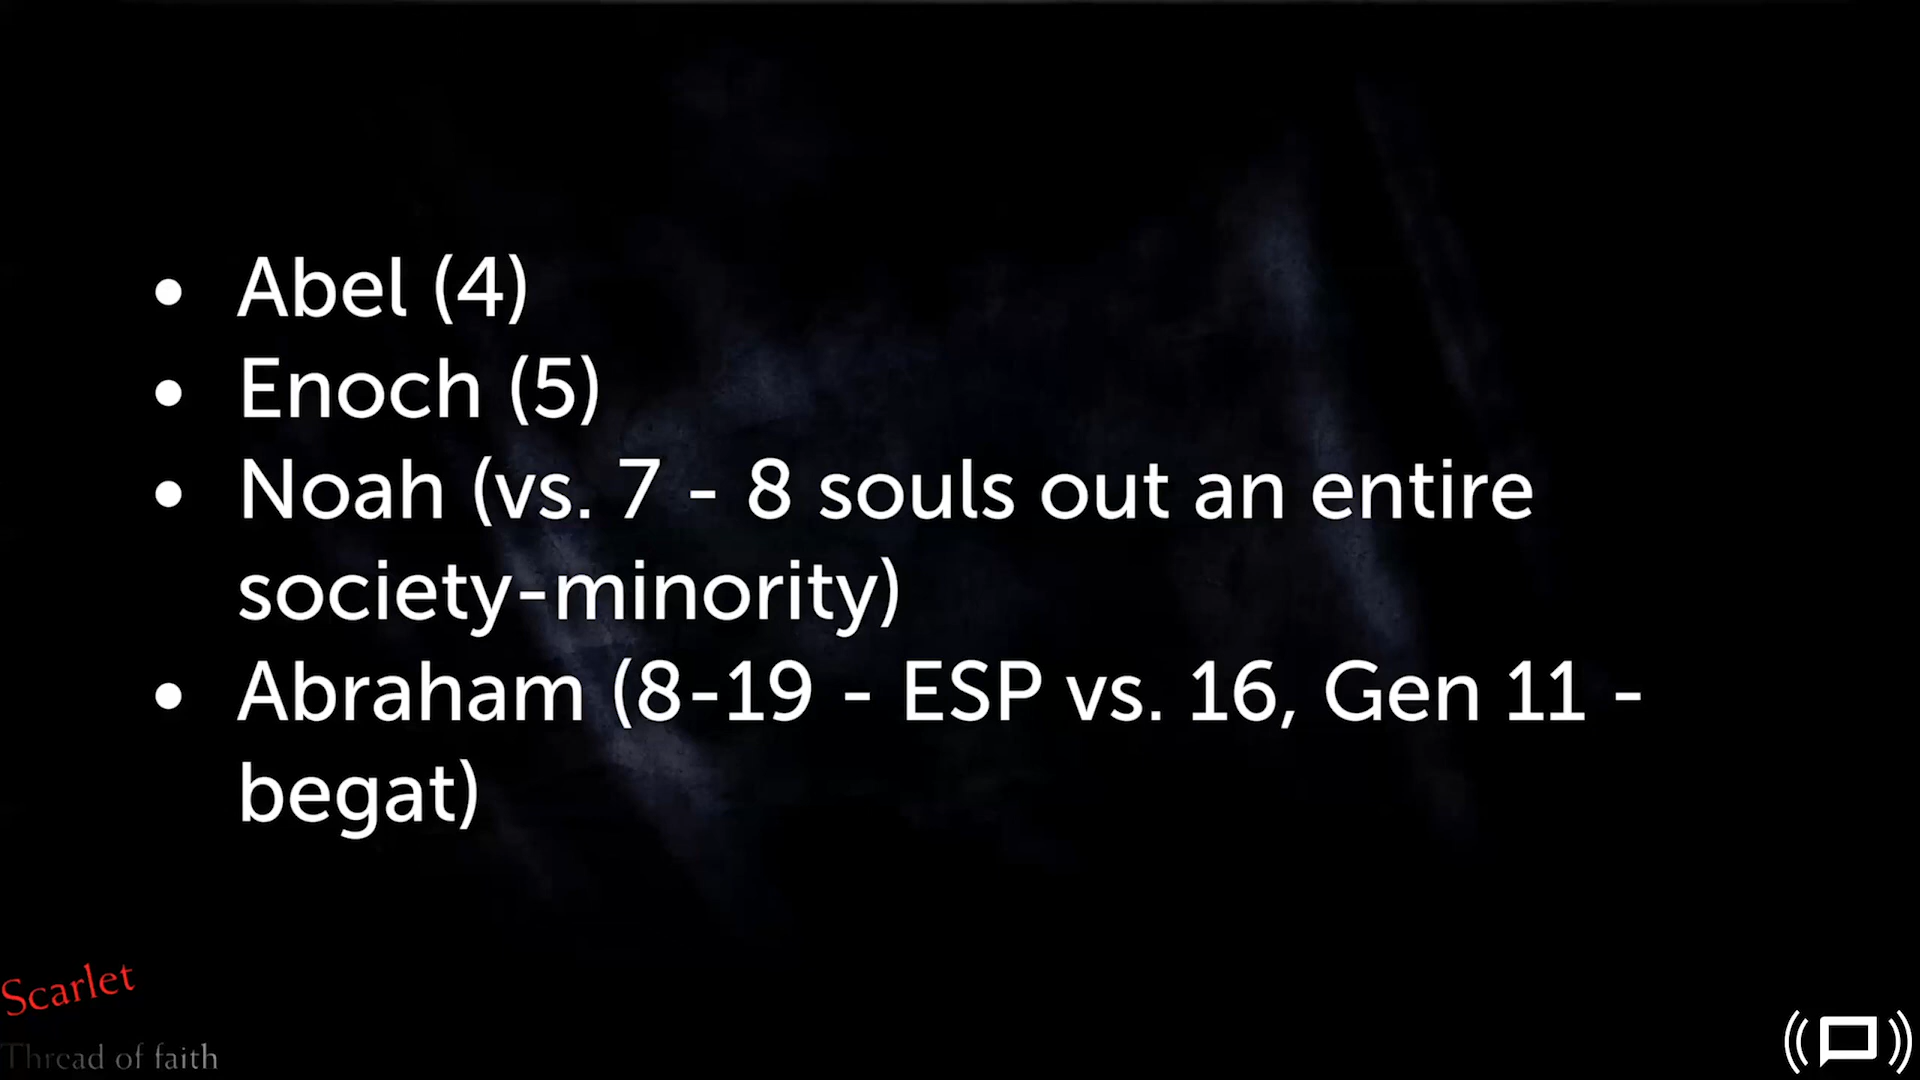 • Abel (4)
• Enoch (5)
• Noah (vs. 7 - 8 souls out an entire
society-minority)
• Abraham (8-19 - ESP vs. 16, Gen 11 -
begat)
Scarlet
Thread of faith